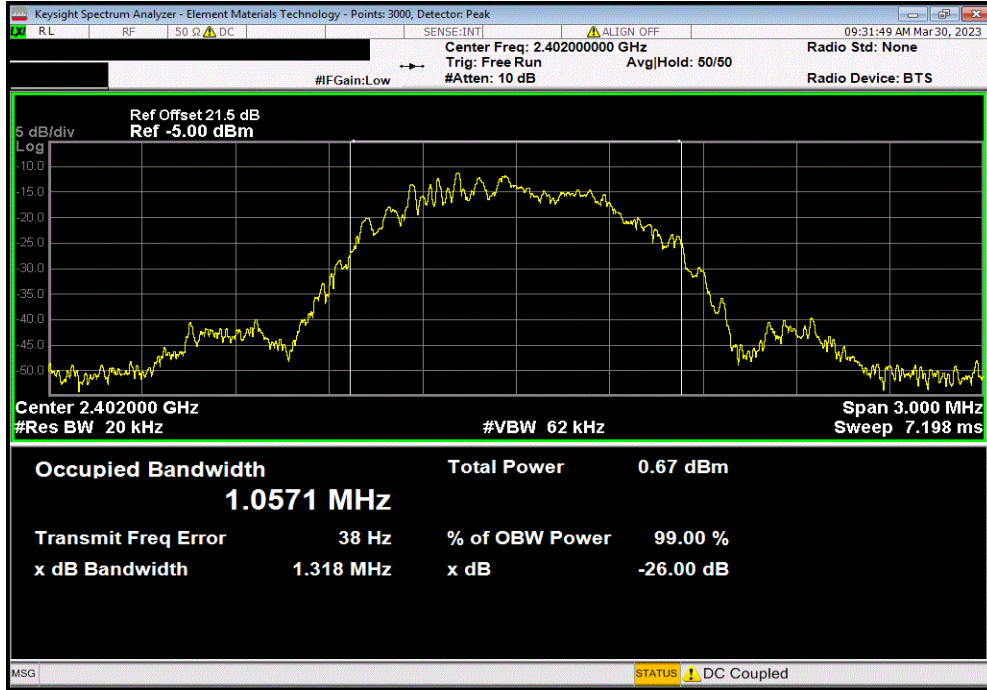 Keysight Spectrum Analyzer - Element Materials Technology - Points: 3000, Detector: Peak
LXI RL RF 50 Ω DC SENSE:INT ALIGN OFF 09:31:49 AM Mar 30, 2023
Center Freq: 2.402000000 GHz Radio Std: None
Trig: Free Run Avg|Hold: 50/50
#IFGain:Low #Atten: 10 dB Radio Device: BTS
Ref Offset 21.5 dB
5 dB/div Ref -5.00 dBm
Log
-10.0
-15.0
-20.0
-25.0
-30.0
-35.0
-40.0
-45.0
-50.0
Center 2.402000 GHz Span 3.000 MHz
#Res BW 20 kHz #VBW 62 kHz Sweep 7.198 ms
Occupied Bandwidth Total Power 0.67 dBm
1.0571 MHz
Transmit Freq Error 38 Hz % of OBW Power 99.00 %
x dB Bandwidth 1.318 MHz x dB -26.00 dB
MSG STATUS DC Coupled